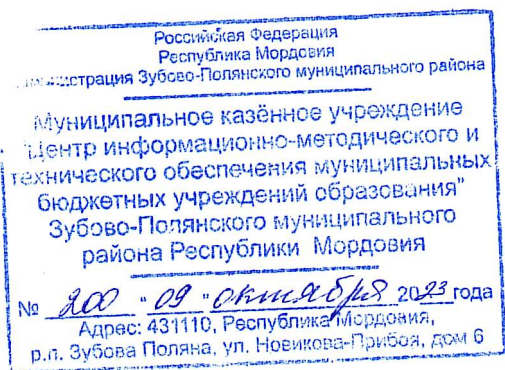 Российская Федерация
Республика Мордовия
Администрация Зубово-Полянского муниципального района
Муниципальное казённое учреждение
"Центр информационно-методического и
технического обеспечения муниципальных
бюджетных учреждений образования"
Зубово-Полянского муниципального
района Республики Мордовия
№ 200 "09" октября 2023 года
Адрес: 431110, Республика Мордовия,
р.п. Зубова Поляна, ул. Новикова-Прибоя, дом 6